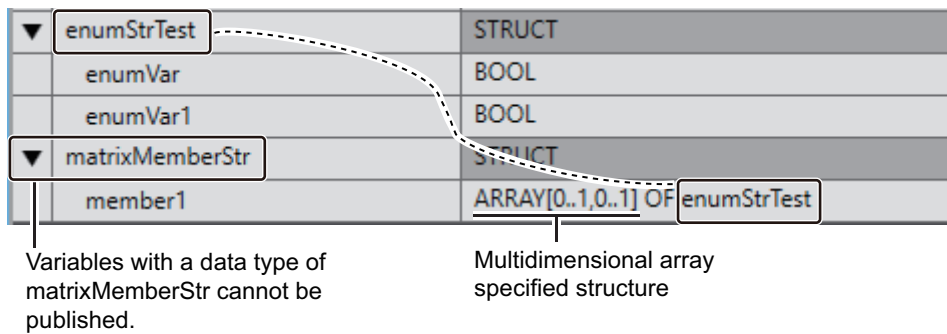 ▼ enumStrTest STRUCT
enumVar BOOL
enumVar1 BOOL
▼ matrixMemberStr STRUCT
member1 ARRAY[0..1,0..1] OF enumStrTest
Variables with a data type of
matrixMemberStr cannot be
published.
Multidimensional array
specified structure